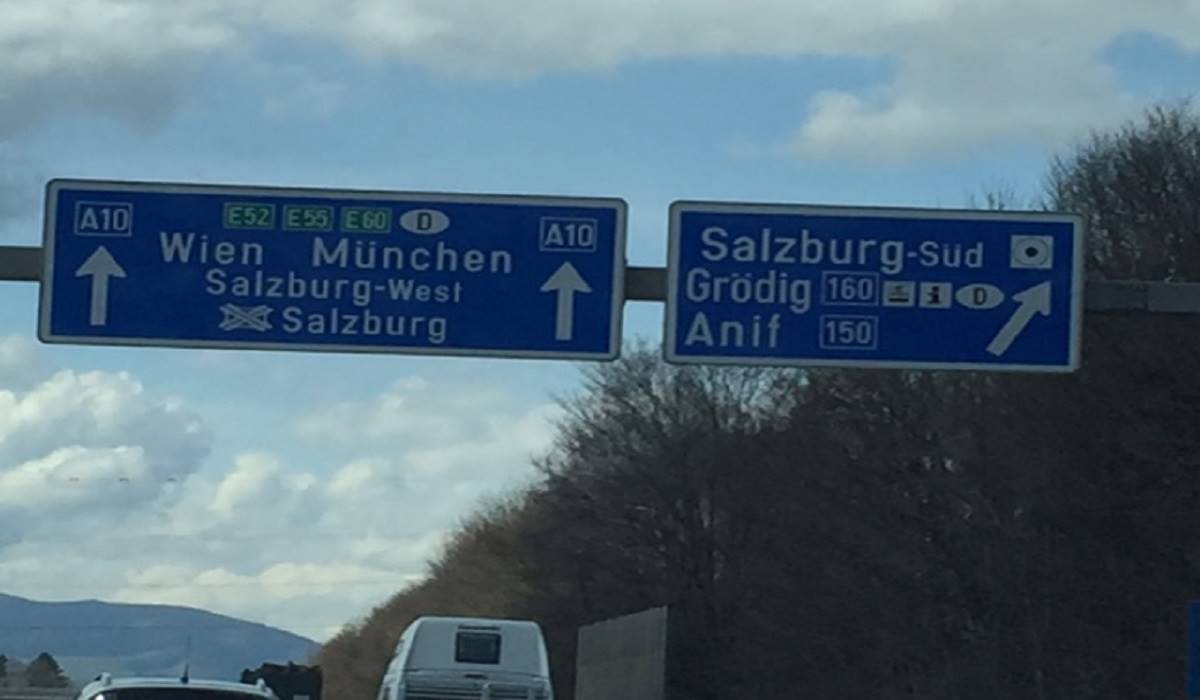 A10 E52 E55 E60 D A10
Wien München
Salzburg-West
Salzburg
Salzburg-Süd
Grödig 160 i D
Anif 150